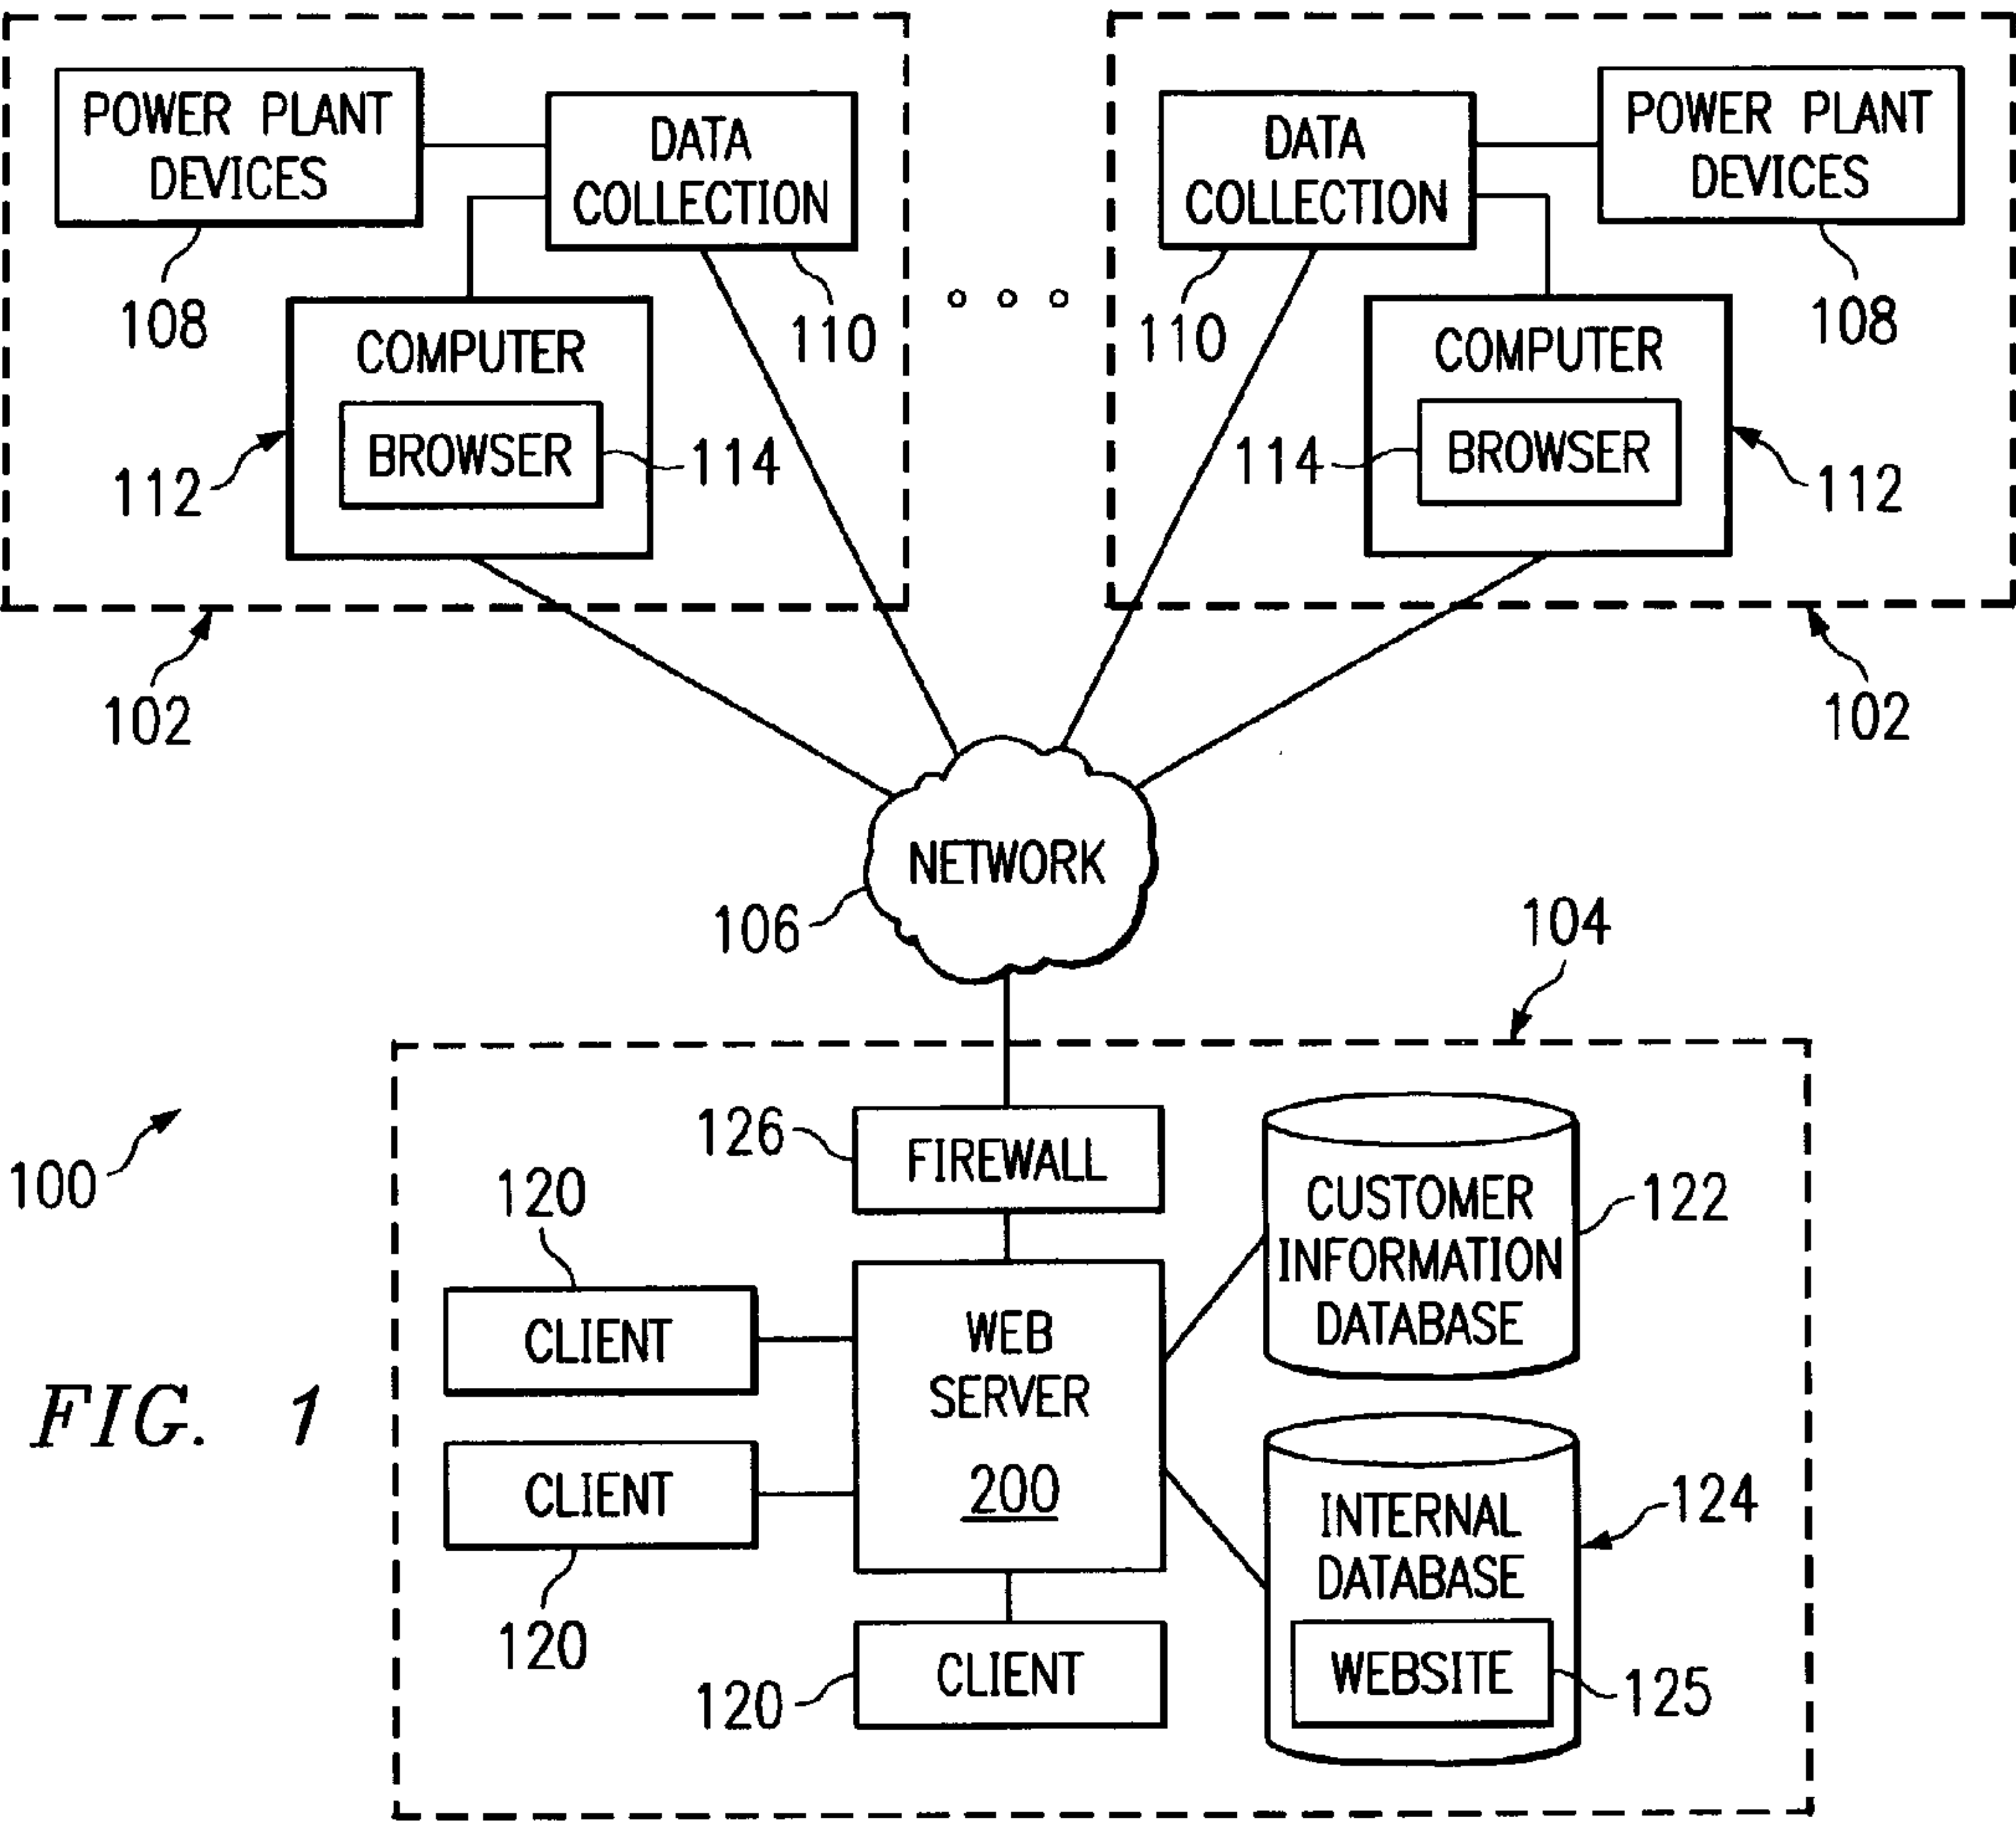 POWER PLANT
DEVICES
108
DATA
COLLECTION
110
COMPUTER
BROWSER
114
112
102
DATA
COLLECTION
110
POWER PLANT
DEVICES
108
COMPUTER
BROWSER
114
112
102
NETWORK
106
104
100
126
FIREWALL
120
CLIENT
CLIENT
120
WEB
SERVER
200
120
CLIENT
CUSTOMER
INFORMATION
DATABASE
122
INTERNAL
DATABASE
124
WEBSITE
125
FIG. 1